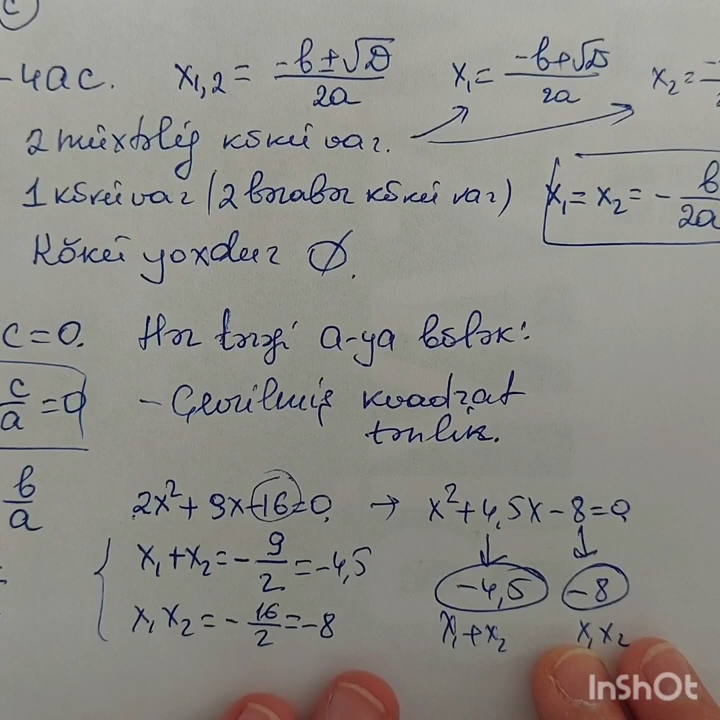 c
-4ac. x₁,₂ = (-b±√D)/2a x₁ = (-b+√D)/2a x₂ =
2 müxtəlif kökü var.
1 kökü var (2 bərabər kökü var) x₁ = x₂ = - b/2a
Kökü yoxdur ∅.
c=0. Hər tərəfi a-ya bölək:
c/a = 0 - Çevrilmiş kvadrat
tənlik.
b/a 2x²+9x-16=0 → x²+4,5x-8=0
x₁+x₂ = -9/2 = -4,5
-4,5 -8
x₁x₂ = -16/2 = -8
x₁+x₂ x₁x₂
InShOt